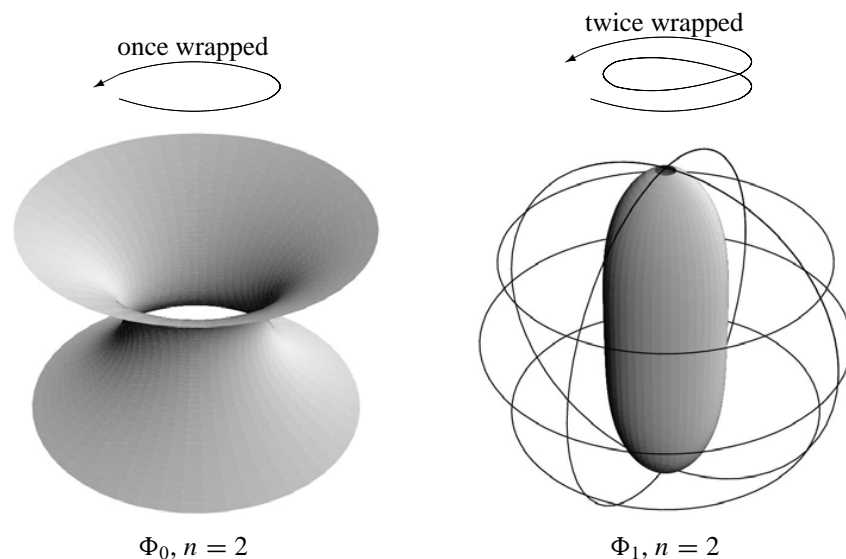 once wrapped
twice wrapped
Φ₀, n = 2
Φ₁, n = 2